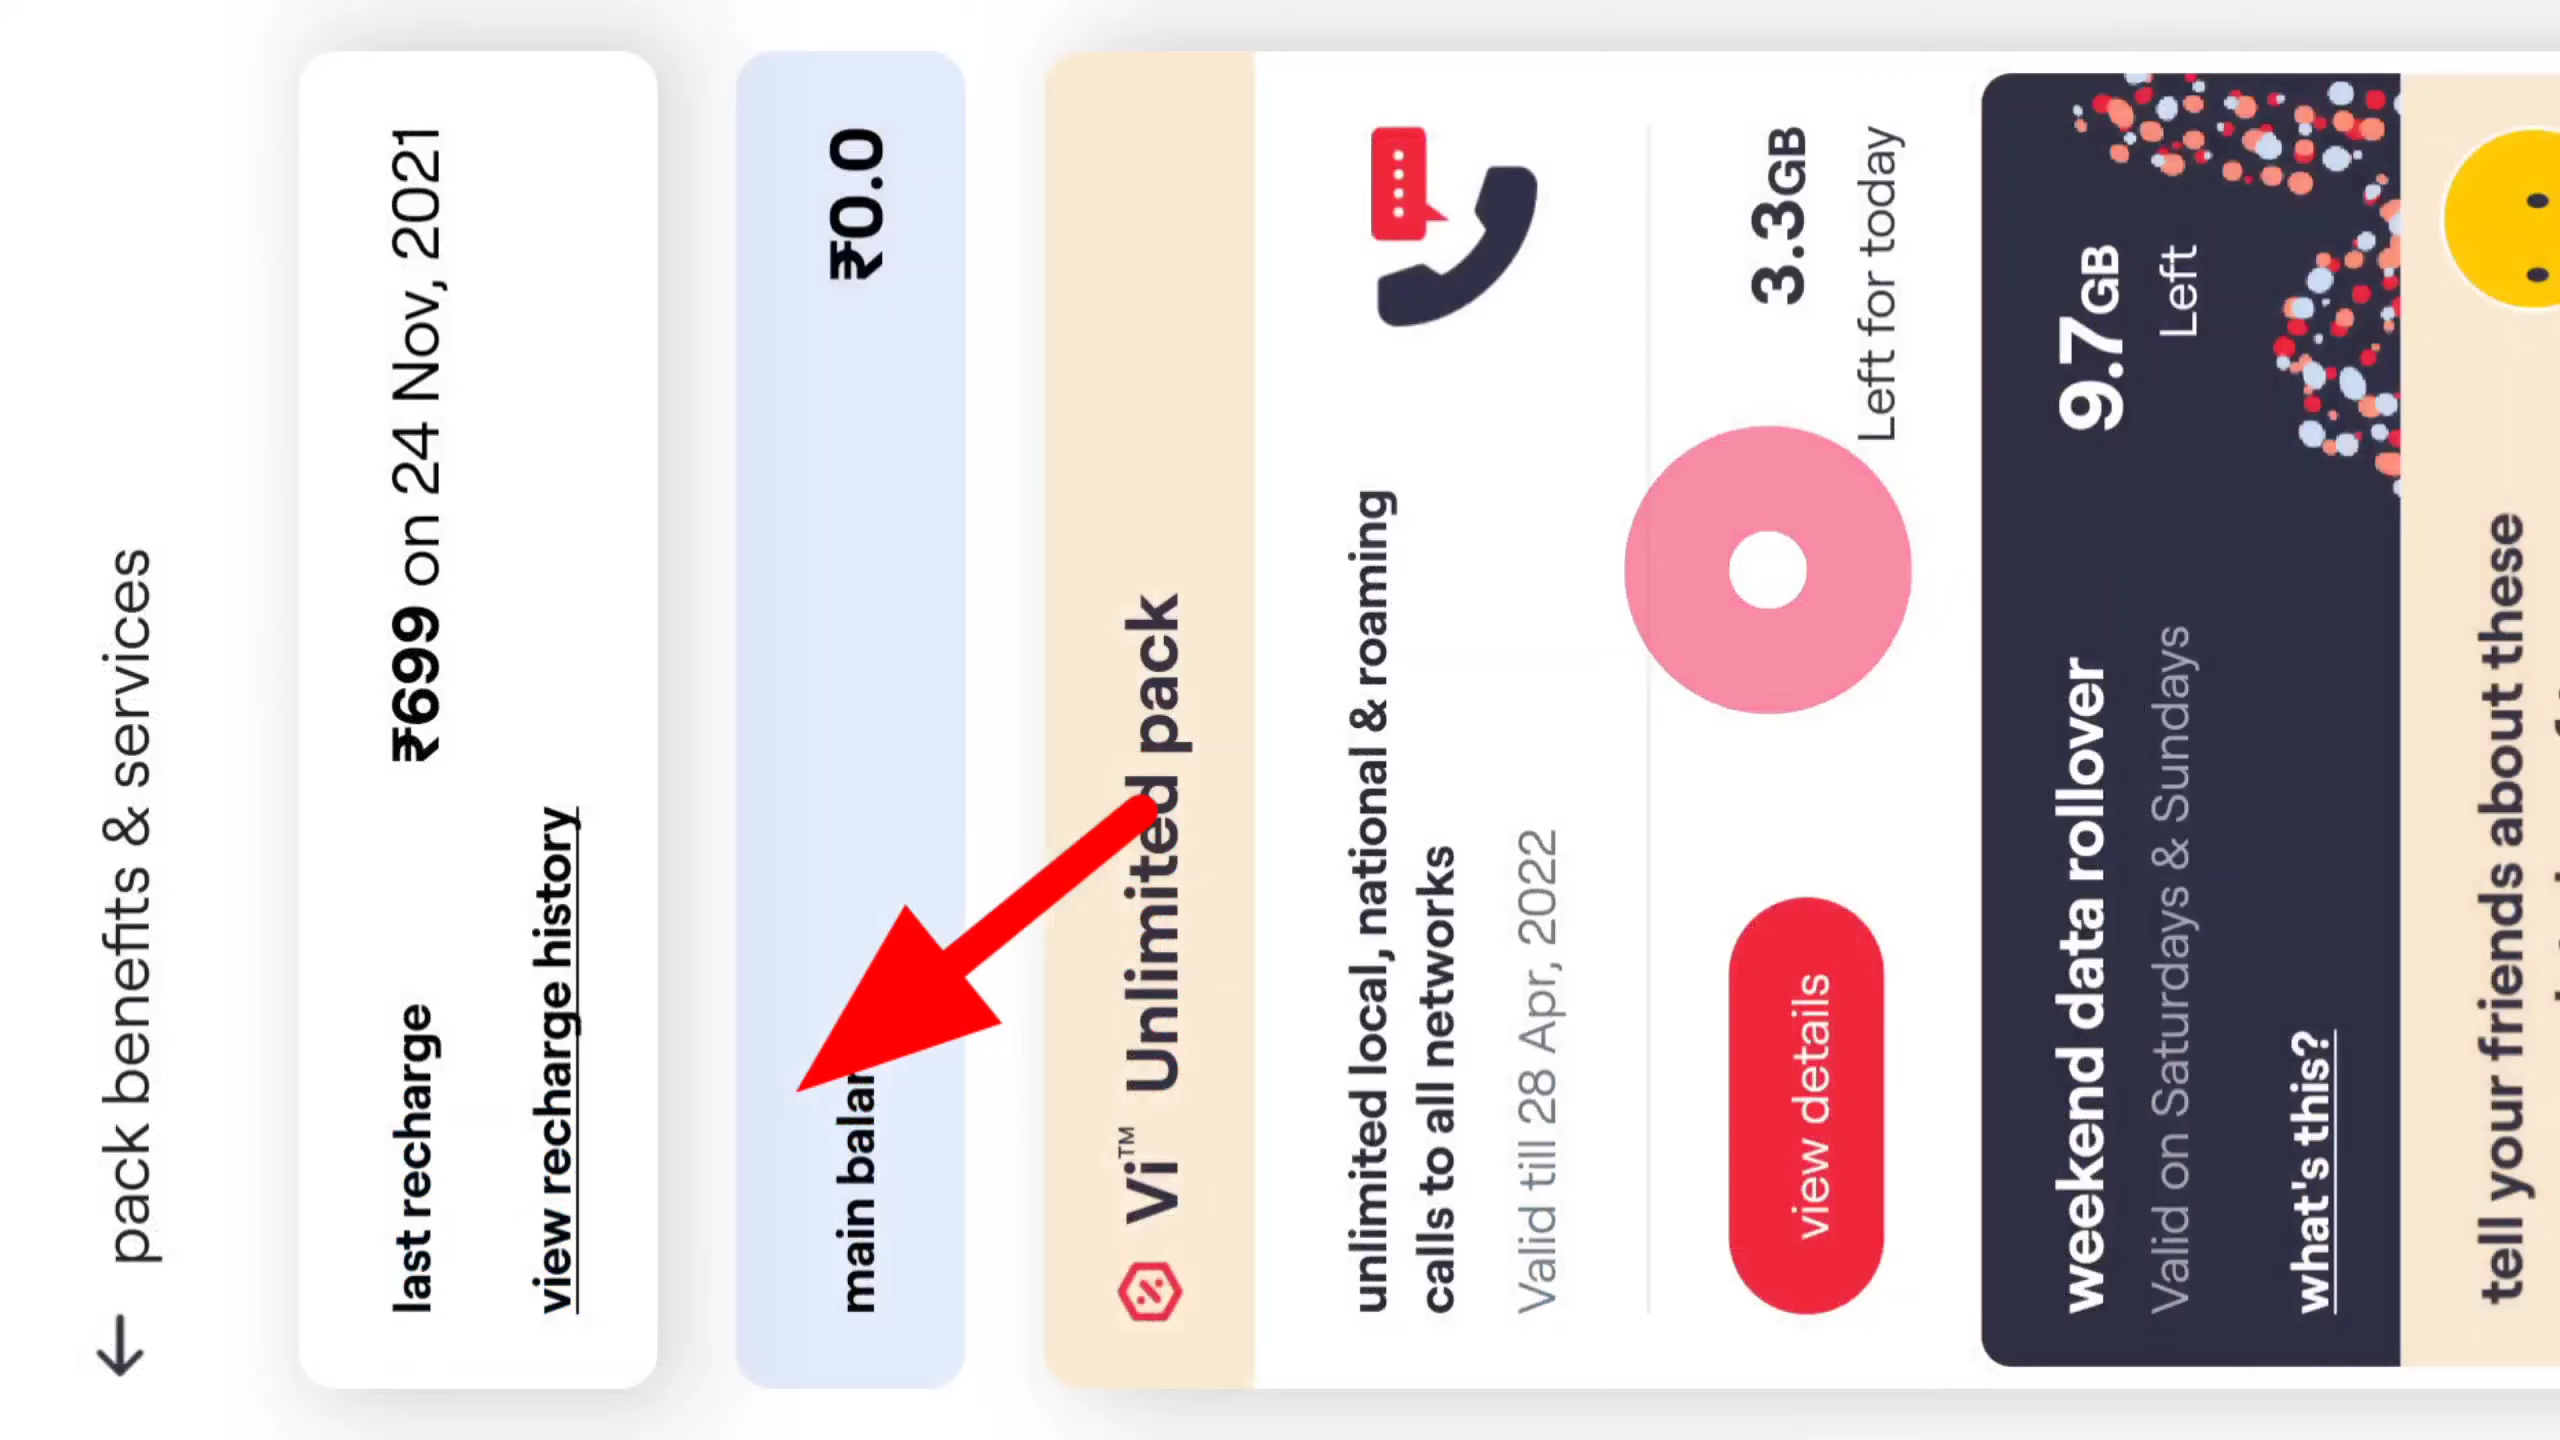 pack benefits & services
last recharge ₹699 on 24 Nov, 2021
view recharge history
main ₹0.0
Vi™ Unlimited pack
unlimited local, national & roaming
calls to all networks
Valid till 28 Apr, 2022
view details
3.3GB
Left for today
weekend data rollover 9.7GB
Valid on Saturdays & Sundays Left
what's this?
tell your friends about these